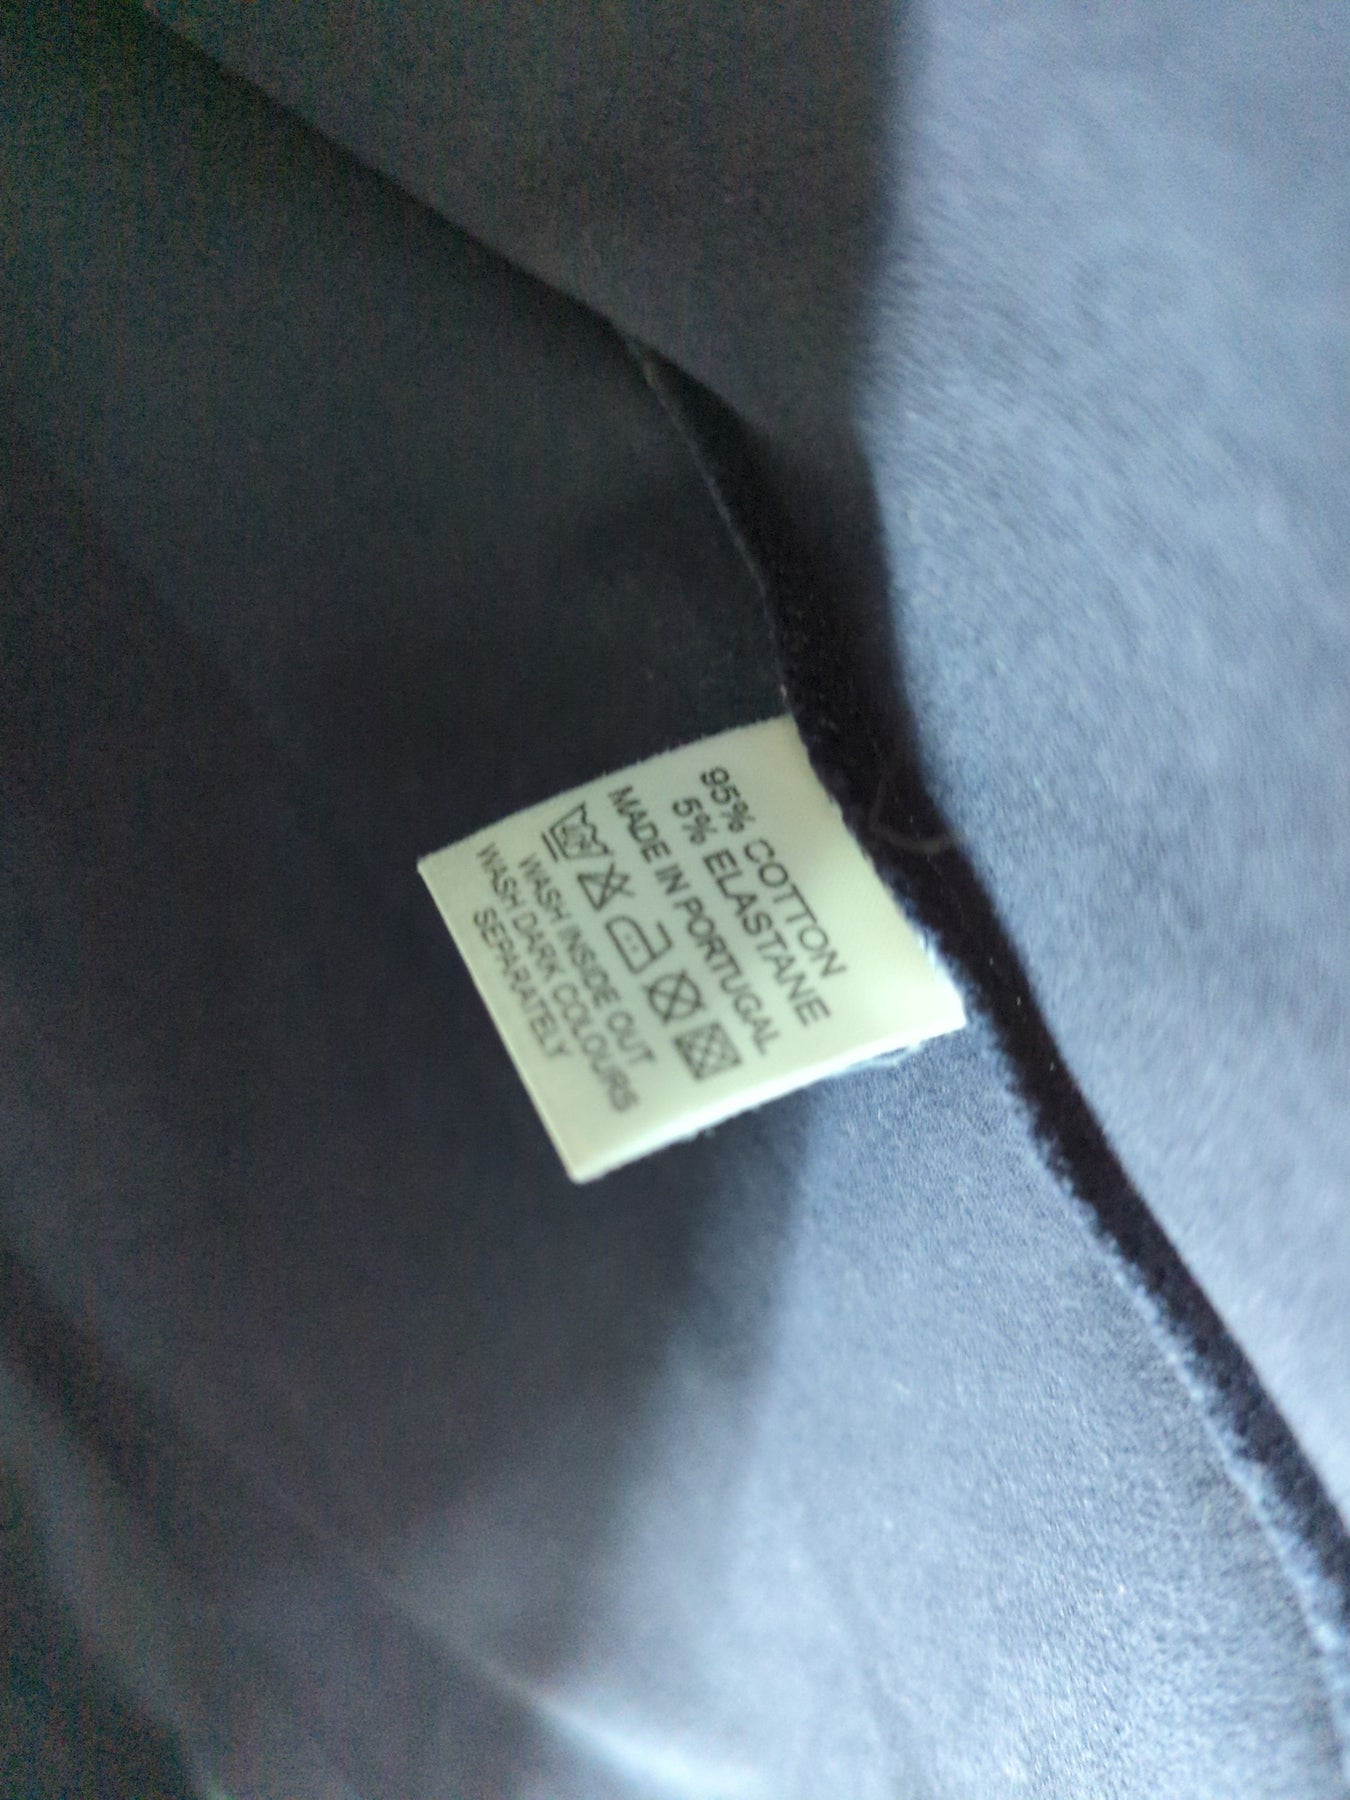 95% COTTON
5% ELASTANE
MADE IN PORTUGAL
WASH INSIDE OUT
WASH DARK COLOURS
SEPARATELY